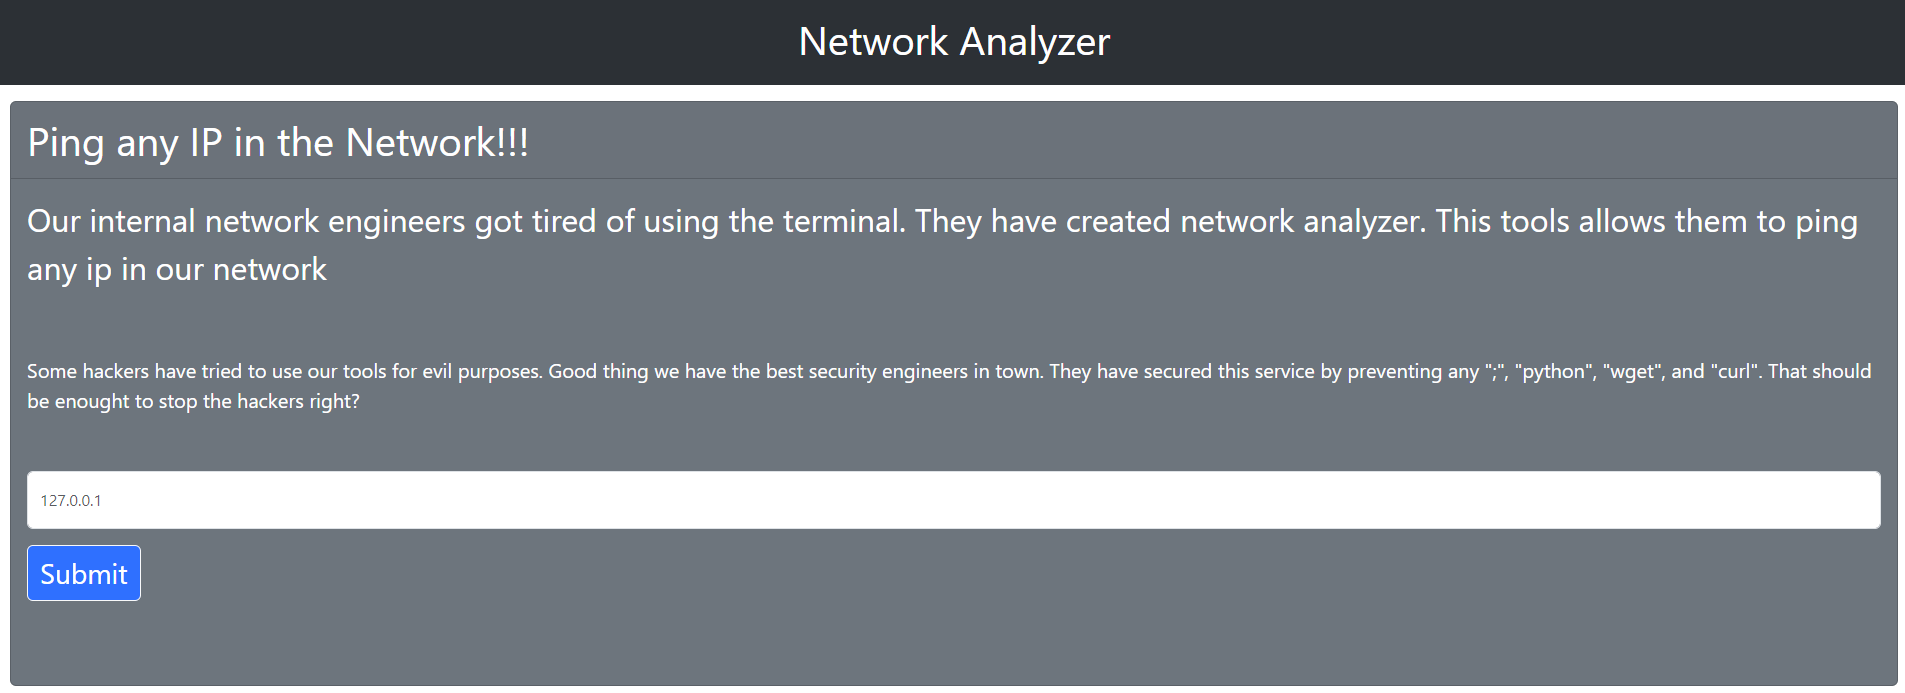 Network Analyzer
Ping any IP in the Network!!!
Our internal network engineers got tired of using the terminal. They have created network analyzer. This tools allows them to ping
any ip in our network
Some hackers have tried to use our tools for evil purposes. Good thing we have the best security engineers in town. They have secured this service by preventing any ";", "python", "wget", and "curl". That should
be enought to stop the hackers right?
127.0.0.1
Submit